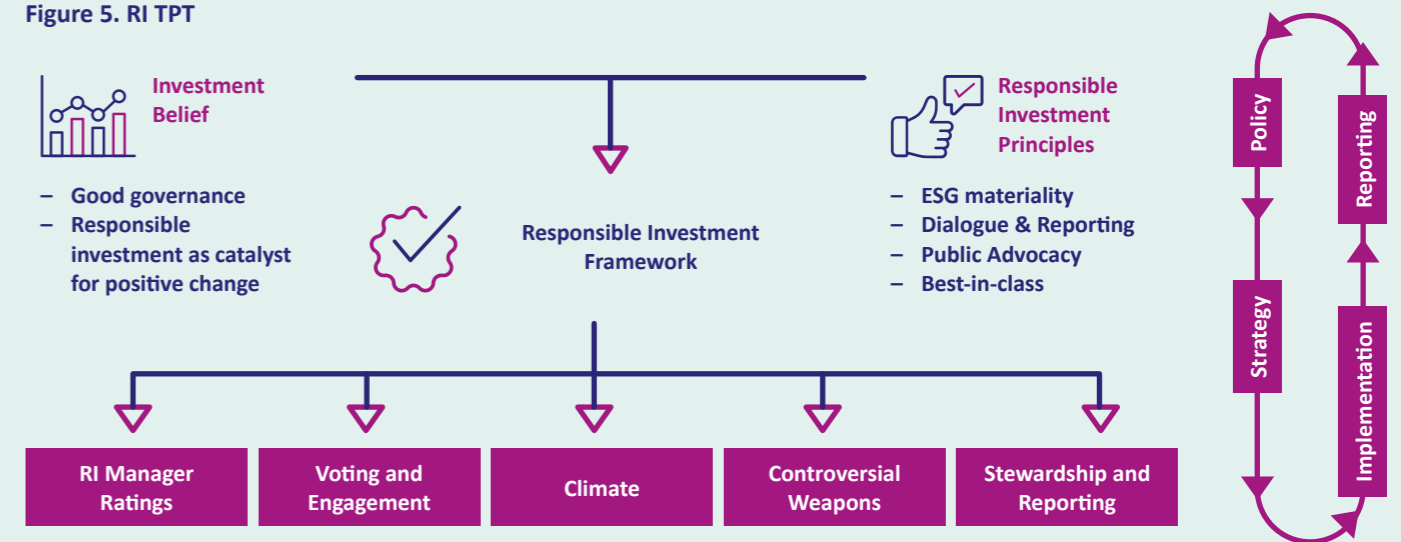 Figure 5. RI TPT
Investment
Belief
– Good governance
– Responsible
investment as catalyst
for positive change
Responsible Investment
Framework
Responsible
Investment
Principles
– ESG materiality
– Dialogue & Reporting
– Public Advocacy
– Best-in-class
RI Manager
Ratings
Voting and
Engagement
Climate
Controversial
Weapons
Stewardship and
Reporting
Policy
Strategy
Implementation
Reporting